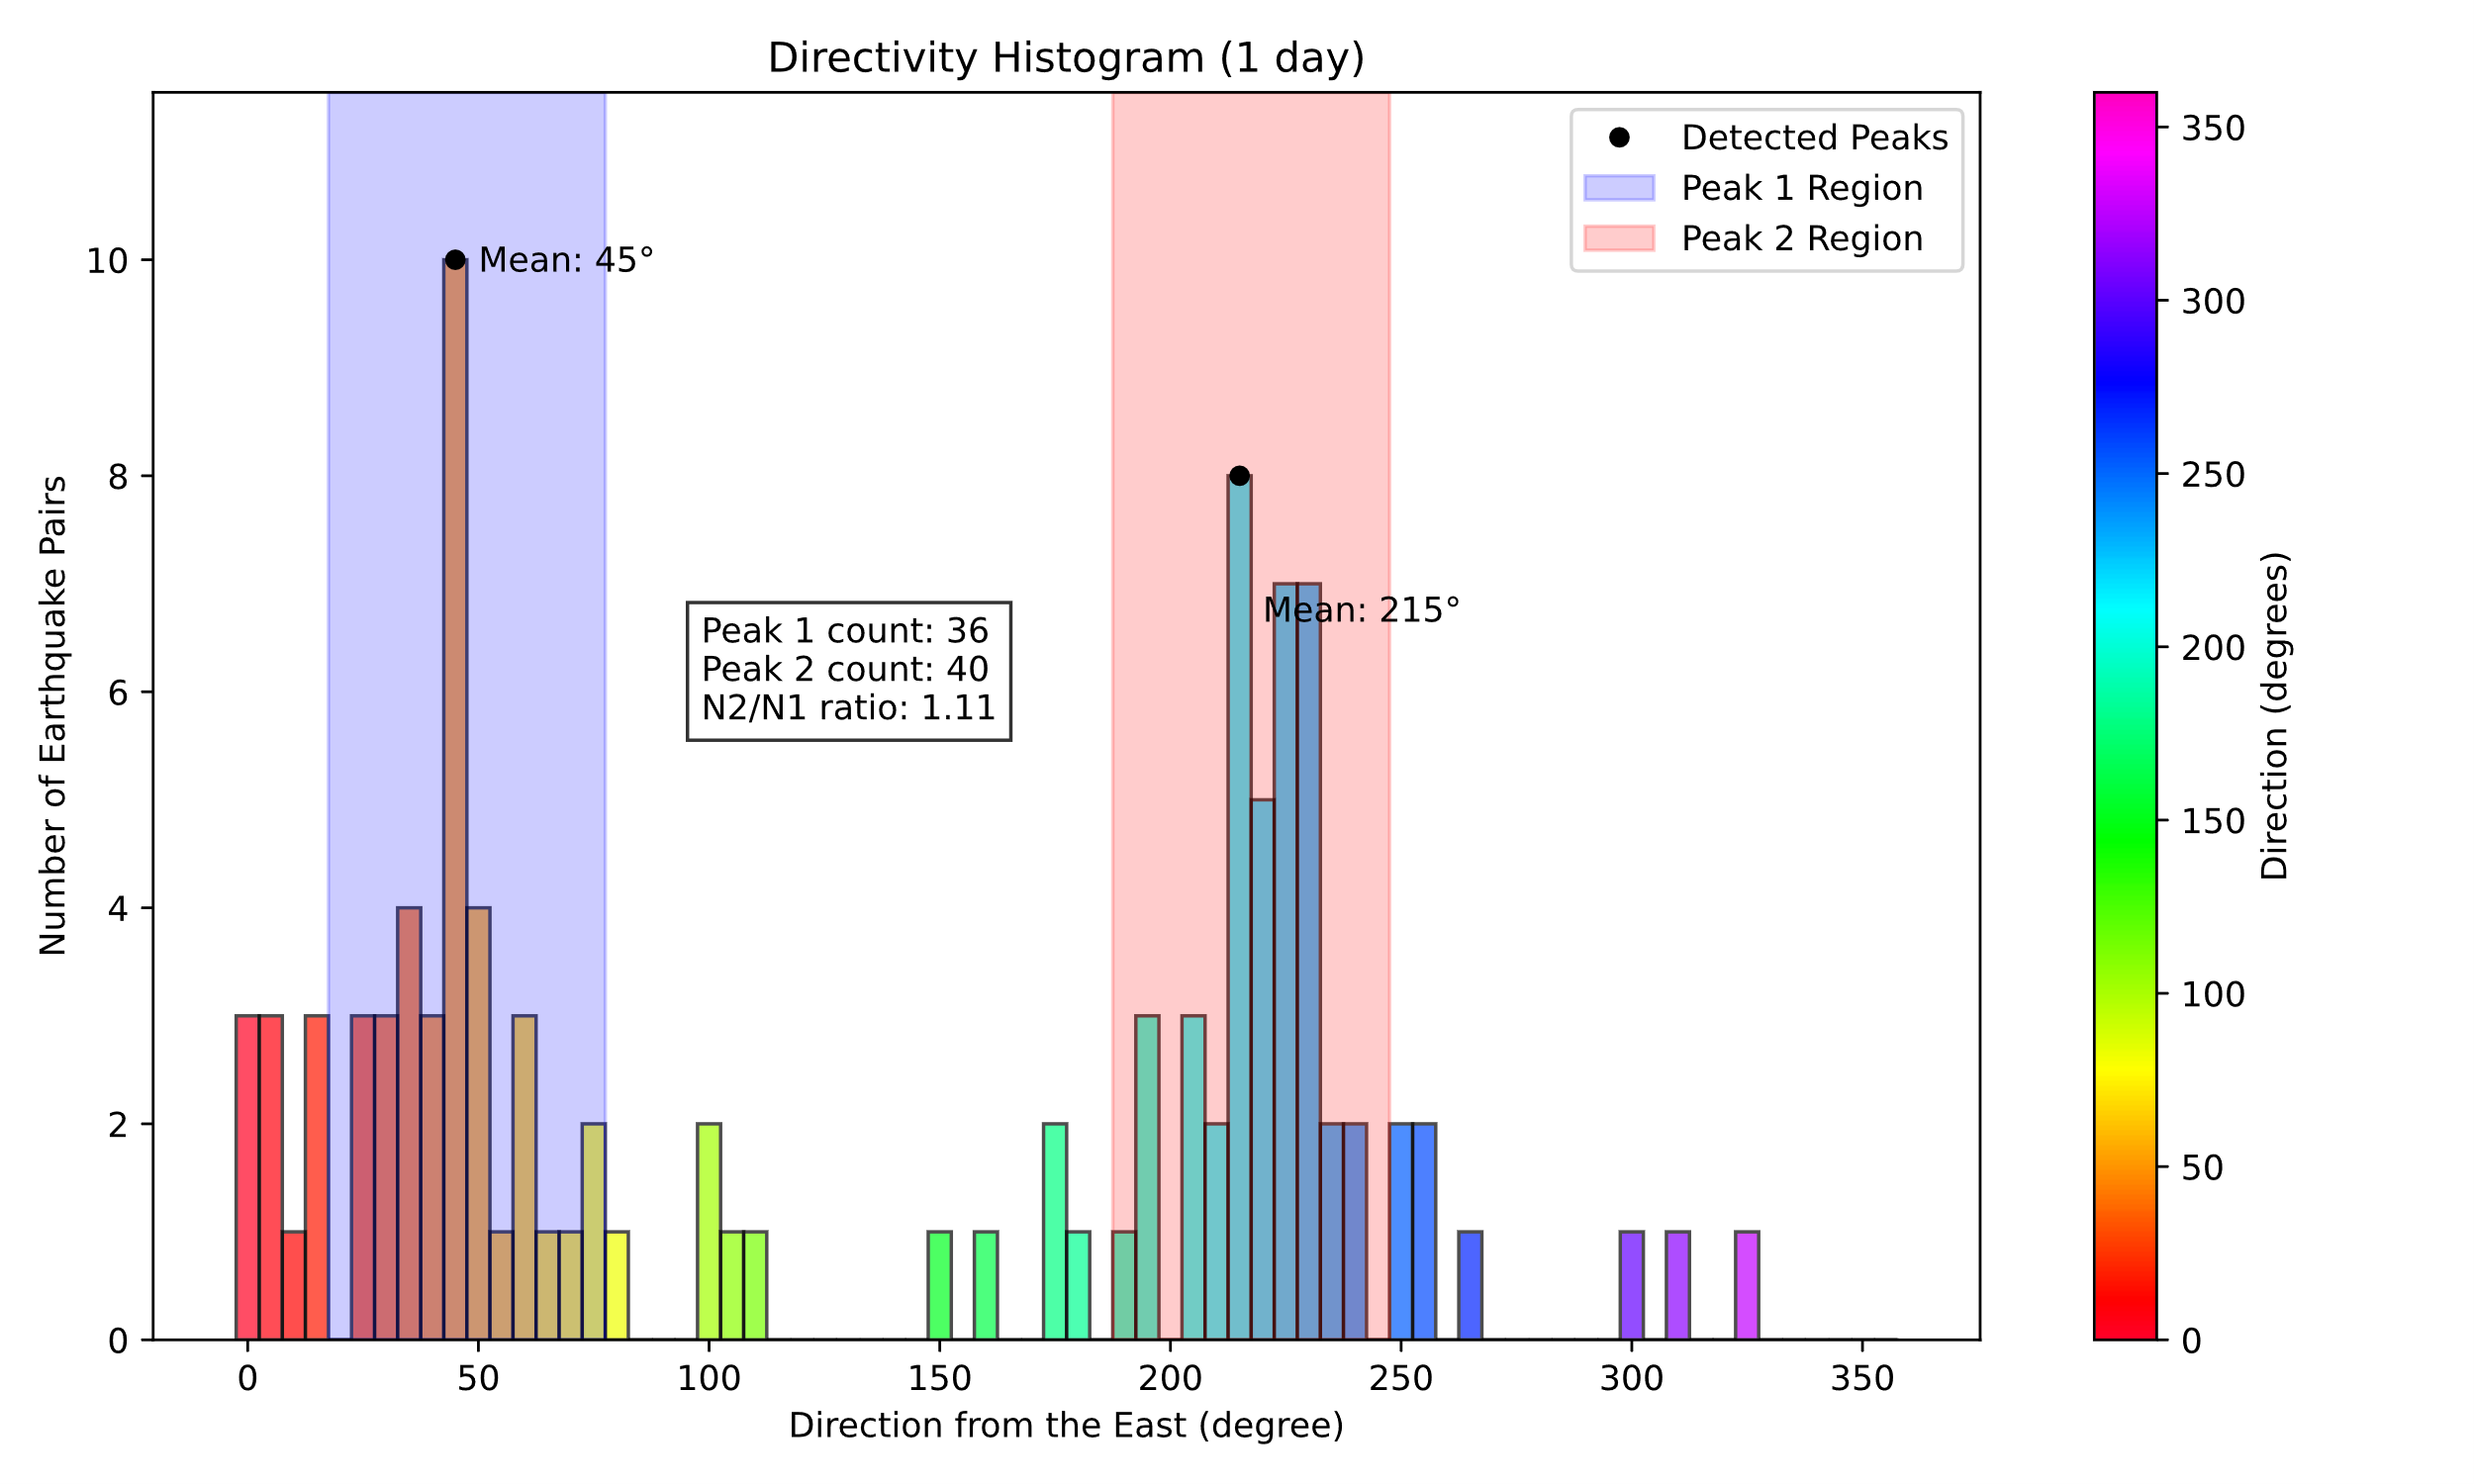 Directivity Histogram (1 day)
Detected Peaks
Peak 1 Region
Peak 2 Region
Mean: 45°
Mean: 215°
Peak 1 count: 36
Peak 2 count: 40
N2/N1 ratio: 1.11
Number of Earthquake Pairs
10
8
6
4
2
0
0 50 100 150 200 250 300 350
Direction from the East (degree)
350
300
250
200
150
100
50
0
Direction (degrees)